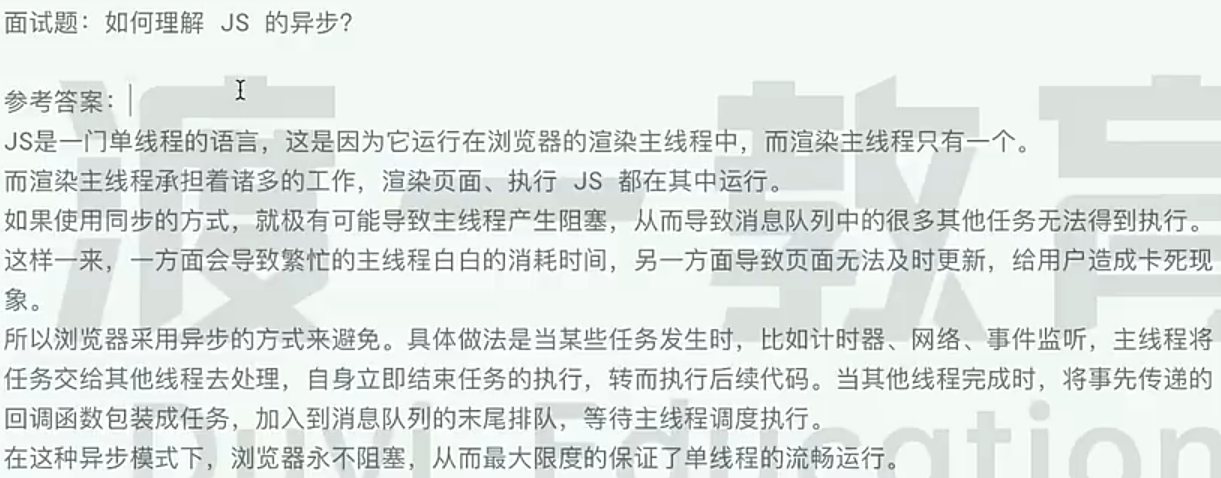 面试题：如何理解 JS 的异步？
参考答案：
JS是一门单线程的语言，这是因为它运行在浏览器的渲染主线程中，而渲染主线程只有一个。
而渲染主线程承担着诸多的工作，渲染页面、执行 JS 都在其中运行。
如果使用同步的方式，就极有可能导致主线程产生阻塞，从而导致消息队列中的很多其他任务无法得到执行。
这样一来，一方面会导致繁忙的主线程白白的消耗时间，另一方面导致页面无法及时更新，给用户造成卡死现
象。
所以浏览器采用异步的方式来避免。具体做法是当某些任务发生时，比如计时器、网络、事件监听，主线程将
任务交给其他线程去处理，自身立即结束任务的执行，转而执行后续代码。当其他线程完成时，将事先传递的
回调函数包装成任务，加入到消息队列的末尾排队，等待主线程调度执行。
在这种异步模式下，浏览器永不阻塞，从而最大限度的保证了单线程的流畅运行。
渡一教育
Duyi Education